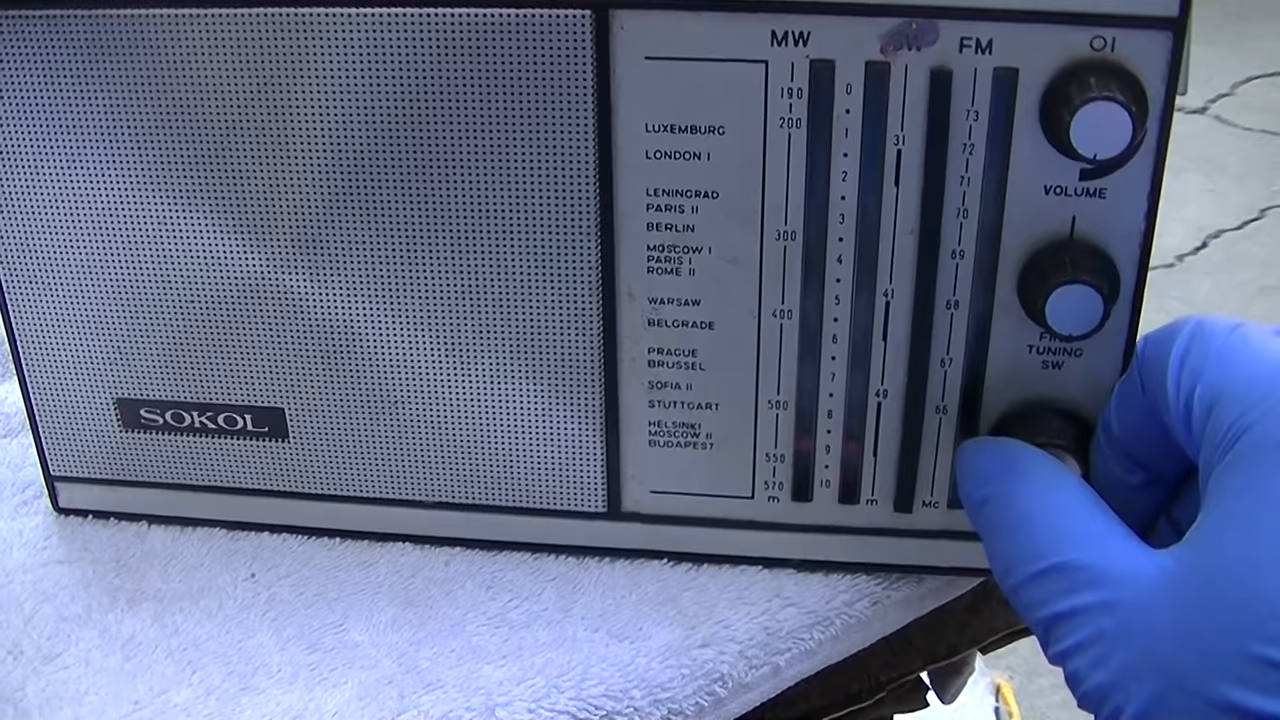 MW
SW
FM
OI
190
200
300
400
500
550
570
m
LUXEMBURG
LONDON I
LENINGRAD
PARIS II
BERLIN
MOSCOW I
PARIS I
ROME II
WARSAW
BELGRADE
PRAGUE
BRUSSEL
SOFIA II
STUTTGART
HELSINKI
MOSCOW II
BUDAPEST
0
1
2
3
4
5
6
7
8
9
10
31
41
49
m
73
72
71
70
69
68
67
66
Mc
VOLUME
FINE
TUNING
SW
SOKOL